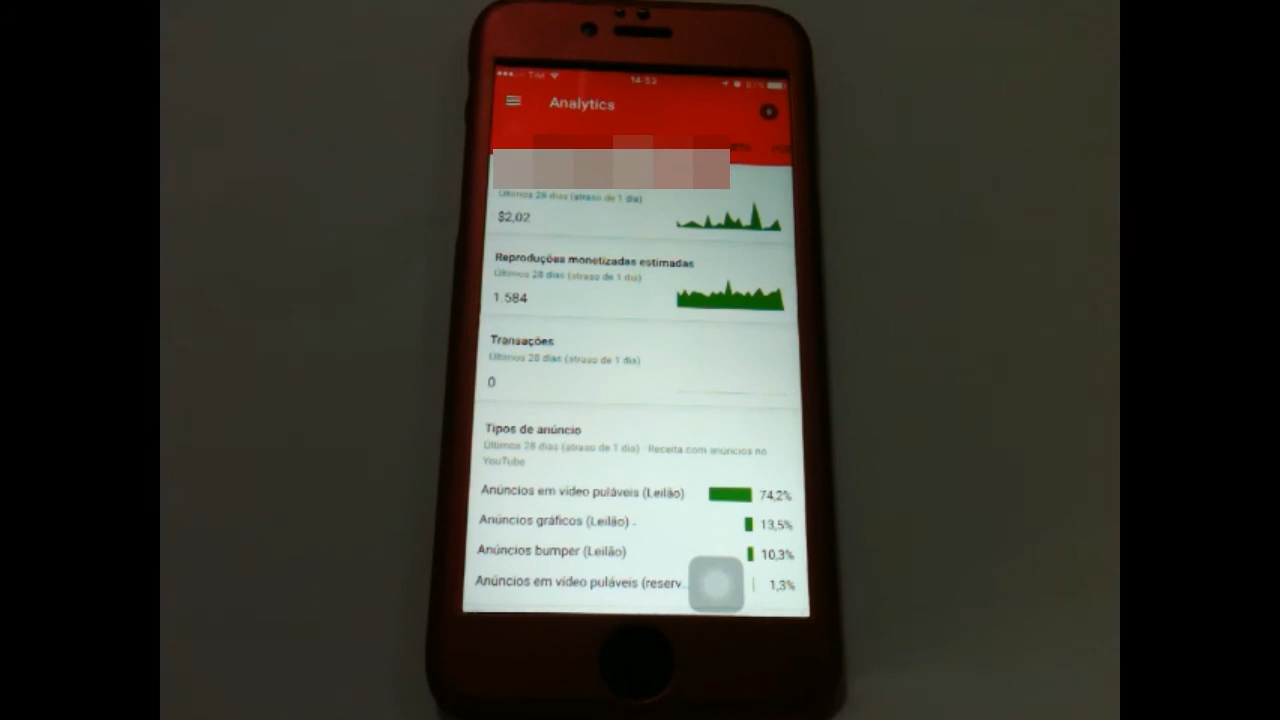 TIM 14:53
Analytics
Últimos 28 dias (atraso de 1 dia)
$2,02
Reproduções monetizadas estimadas
Últimos 28 dias (atraso de 1 dia)
1.584
Transações
Últimos 28 dias (atraso de 1 dia)
0
Tipos de anúncio
Últimos 28 dias (atraso de 1 dia) · Receita com anúncios no
YouTube
Anúncios em vídeo puláveis (Leilão) 74,2%
Anúncios gráficos (Leilão) 13,5%
Anúncios bumper (Leilão) 10,3%
Anúncios em vídeo puláveis (reserv... 1,3%